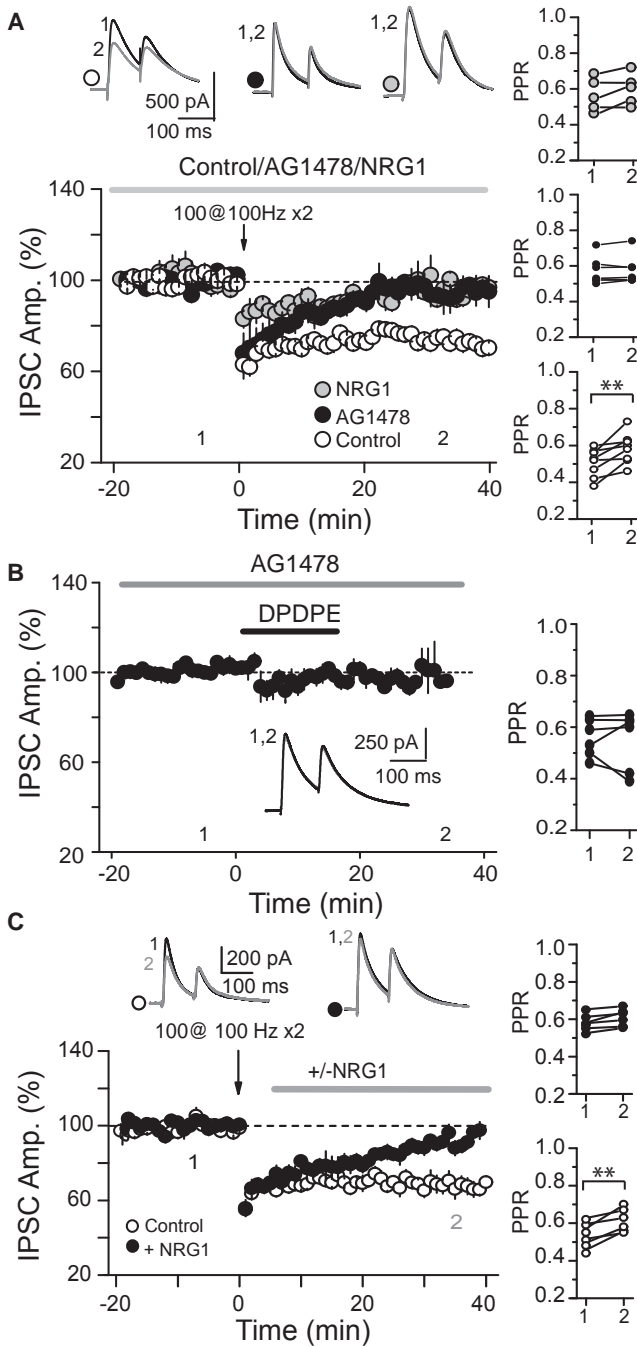 A
1
2
500 pA
100 ms
1,2
1,2
PPR
1.0
0.8
0.6
0.4
0.2
1 2
Control/AG1478/NRG1
140
100
60
20
IPSC Amp. (%)
100@100Hz x2
NRG1
AG1478
Control
1 2
-20 0 20 40
Time (min)
PPR
1.0
0.8
0.6
0.4
0.2
1 2
PPR
1.0
0.8
0.6
0.4
0.2
**
1 2
B
AG1478
DPDPE
140
100
60
20
IPSC Amp. (%)
1,2
250 pA
100 ms
1 2
-20 0 20 40
Time (min)
PPR
1.0
0.8
0.6
0.4
0.2
1 2
C
1
2
200 pA
100 ms
1,2
100@ 100 Hz x2
+/-NRG1
140
100
60
20
IPSC Amp. (%)
1
2
Control
+ NRG1
-20 0 20 40
Time (min)
PPR
1.0
0.8
0.6
0.4
0.2
1 2
PPR
1.0
0.8
0.6
0.4
0.2
**
1 2